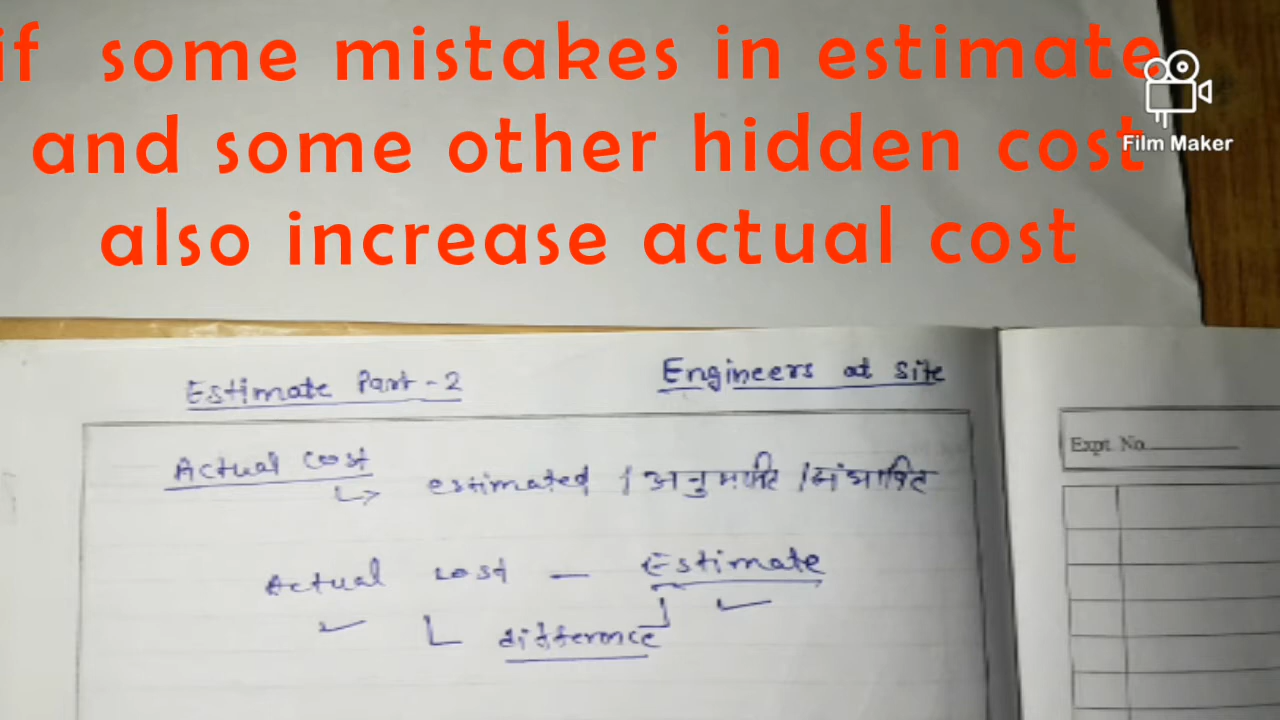 if some mistakes in estimate
and some other hidden cost
also increase actual cost
Film Maker
Estimate Part-2
Engineers at Site
Expt. No.
Actual cost
estimated / /
Actual cost — Estimate
difference